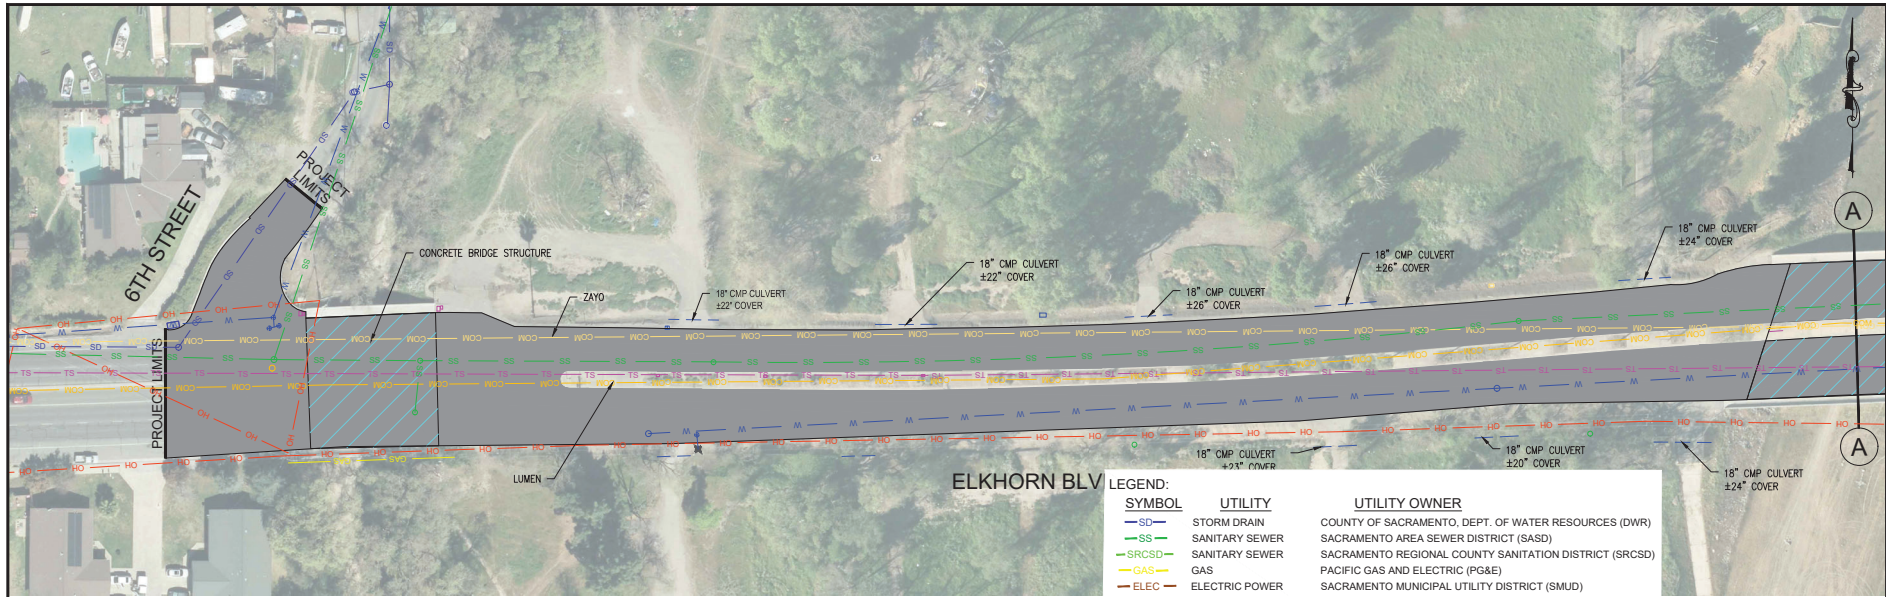 PROJECT
LIMITS
6TH STREET
CONCRETE BRIDGE STRUCTURE
ZAYO
18" CMP CULVERT
±22" COVER
18" CMP CULVERT
±22" COVER
18" CMP CULVERT
±26" COVER
18" CMP CULVERT
±26" COVER
18" CMP CULVERT
±24" COVER
A
PROJECT LIMITS
LUMEN
ELKHORN BLV
18" CMP CULVERT
±23" COVER
18" CMP CULVERT
±20" COVER
18" CMP CULVERT
±24" COVER
A
LEGEND:
SYMBOL UTILITY UTILITY OWNER
SD STORM DRAIN COUNTY OF SACRAMENTO, DEPT. OF WATER RESOURCES (DWR)
SS SANITARY SEWER SACRAMENTO AREA SEWER DISTRICT (SASD)
SRCSD SANITARY SEWER SACRAMENTO REGIONAL COUNTY SANITATION DISTRICT (SRCSD)
GAS GAS PACIFIC GAS AND ELECTRIC (PG&E)
ELEC ELECTRIC POWER SACRAMENTO MUNICIPAL UTILITY DISTRICT (SMUD)